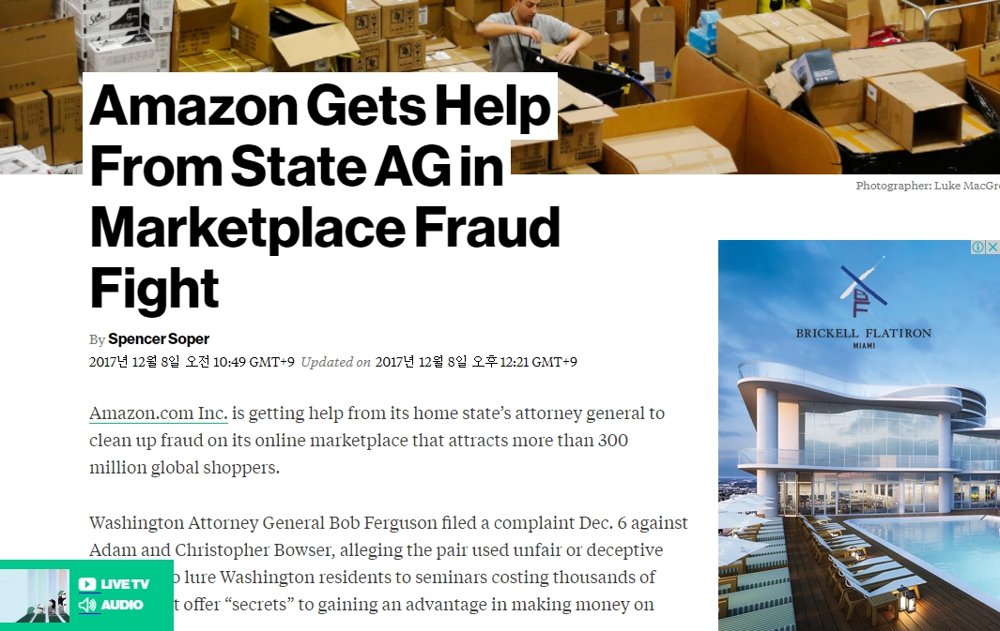 Amazon Gets Help
From State AG in
Marketplace Fraud
Fight
Photographer: Luke
By Spencer Soper
2017년 12월 8일 오전 10:49 GMT+9 Updated on 2017년 12월 8일 오후 12:21 GMT+9
Amazon.com Inc. is getting help from its home state’s attorney general to
clean up fraud on its online marketplace that attracts more than 300
million global shoppers.
Washington Attorney General Bob Ferguson filed a complaint Dec. 6 against
Adam and Christopher Bowser, alleging the pair used unfair or deceptive
lure Washington residents to seminars costing thousands of
offer “secrets” to gaining an advantage in making money on
LIVE TV
AUDIO
BRICKELL FLATIRON
MIAMI